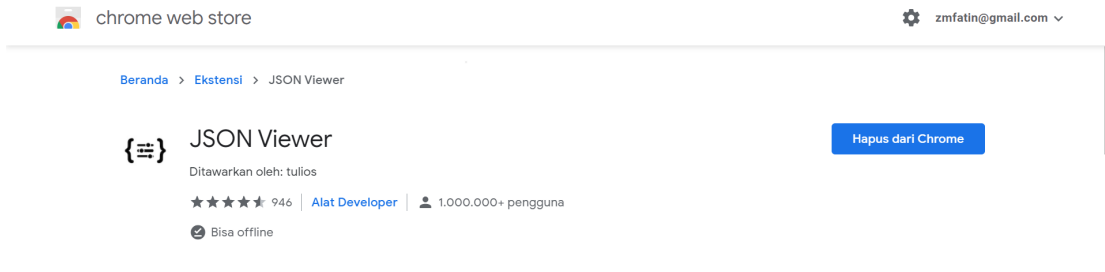 chrome web store
zmfatin@gmail.com
Beranda > Ekstensi > JSON Viewer
JSON Viewer
Hapus dari Chrome
Ditawarkan oleh: tulios
946 | Alat Developer | 1.000.000+ pengguna
Bisa offline